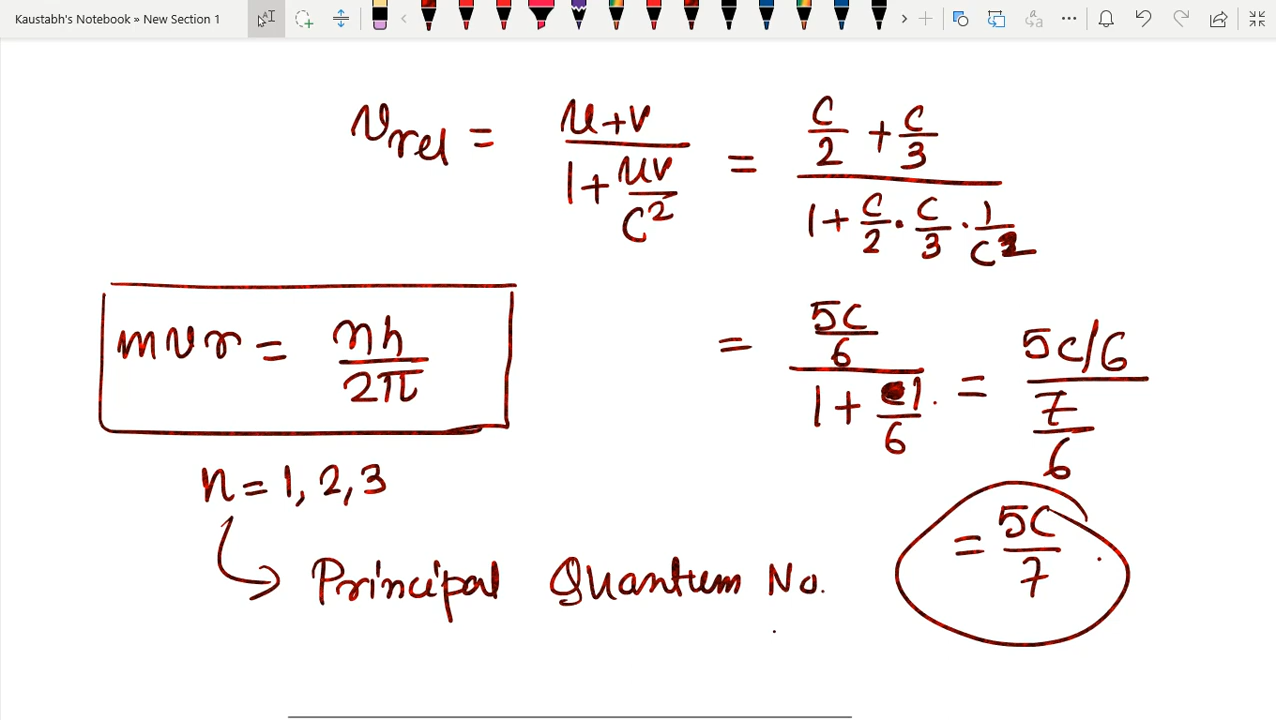 Kaustabh's Notebook » New Section 1
v_rel = (u+v)/(1+uv/c²) = (c/2 + c/3)/(1+ c/2 · c/3 · 1/c²)
= (5c/6)/(1+ 1/6) = (5c/6)/(7/6)
= 5c/7
mvr = nh/2π
n = 1, 2, 3
Principal Quantum No.